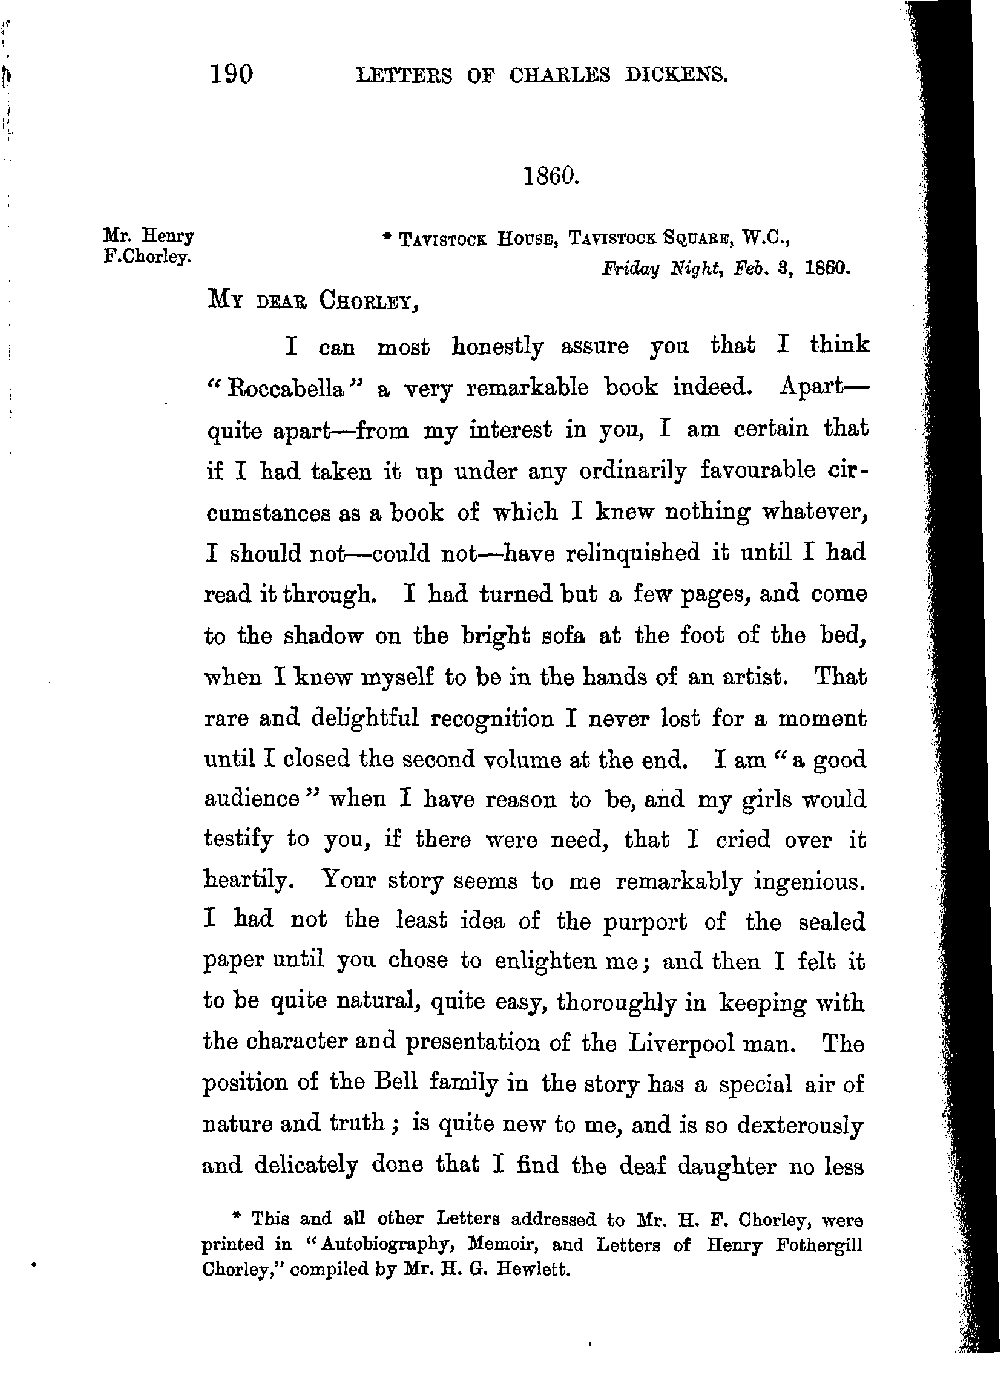 190 LETTERS OF CHARLES DICKENS.
1860.
Mr. Henry
F. Chorley.
* TAVISTOCK HOUSE, TAVISTOCK SQUARE, W.C.,
Friday Night, Feb. 3, 1860.
MY DEAR CHORLEY,
I can most honestly assure you that I think
“Roccabella” a very remarkable book indeed. Apart—
quite apart—from my interest in you, I am certain that
if I had taken it up under any ordinarily favourable cir-
cumstances as a book of which I knew nothing whatever,
I should not—could not—have relinquished it until I had
read it through. I had turned but a few pages, and come
to the shadow on the bright sofa at the foot of the bed,
when I knew myself to be in the hands of an artist. That
rare and delightful recognition I never lost for a moment
until I closed the second volume at the end. I am “a good
audience” when I have reason to be, and my girls would
testify to you, if there were need, that I cried over it
heartily. Your story seems to me remarkably ingenious.
I had not the least idea of the purport of the sealed
paper until you chose to enlighten me; and then I felt it
to be quite natural, quite easy, thoroughly in keeping with
the character and presentation of the Liverpool man. The
position of the Bell family in the story has a special air of
nature and truth; is quite new to me, and is so dexterously
and delicately done that I find the deaf daughter no less
* This and all other Letters addressed to Mr. H. F. Chorley, were
printed in “Autobiography, Memoir, and Letters of Henry Fothergill
Chorley,” compiled by Mr. H. G. Hewlett.